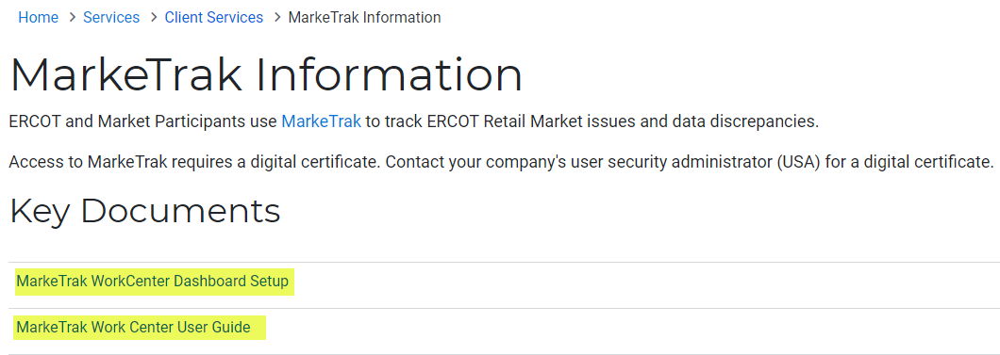 Home > Services > Client Services > MarkeTrak Information
MarkeTrak Information
ERCOT and Market Participants use MarkeTrak to track ERCOT Retail Market issues and data discrepancies.
Access to MarkeTrak requires a digital certificate. Contact your company's user security administrator (USA) for a digital certificate.
Key Documents
MarkeTrak WorkCenter Dashboard Setup
MarkeTrak Work Center User Guide